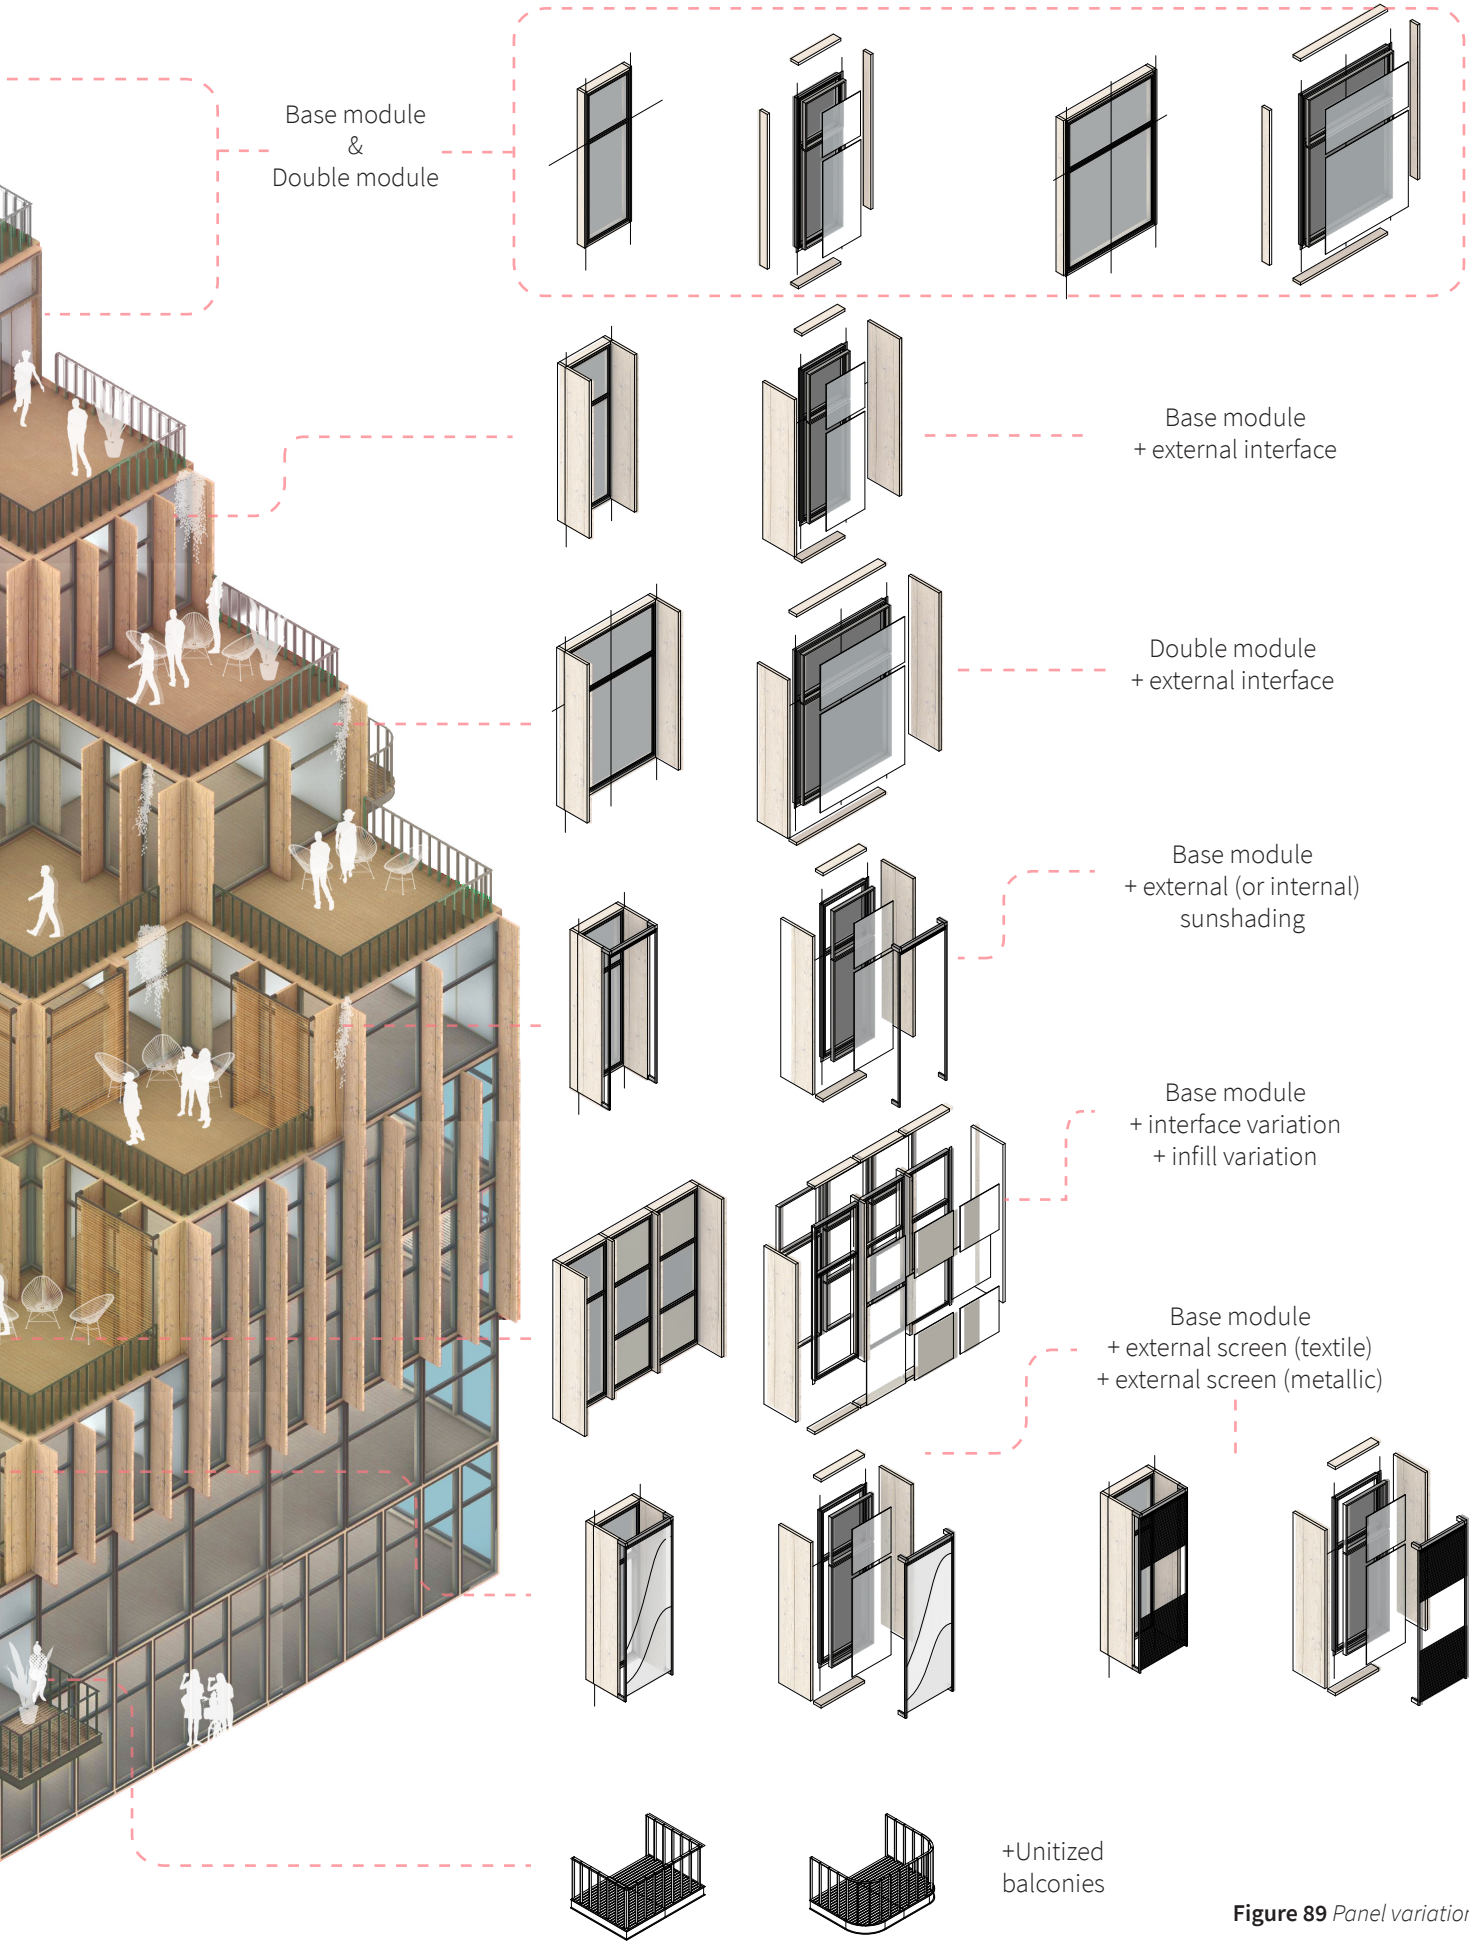 Base module
&
Double module
Base module
+ external interface
Double module
+ external interface
Base module
+ external (or internal)
sunshading
Base module
+ interface variation
+ infill variation
Base module
+ external screen (textile)
+ external screen (metallic)
+Unitized
balconies
Figure 89 Panel variation